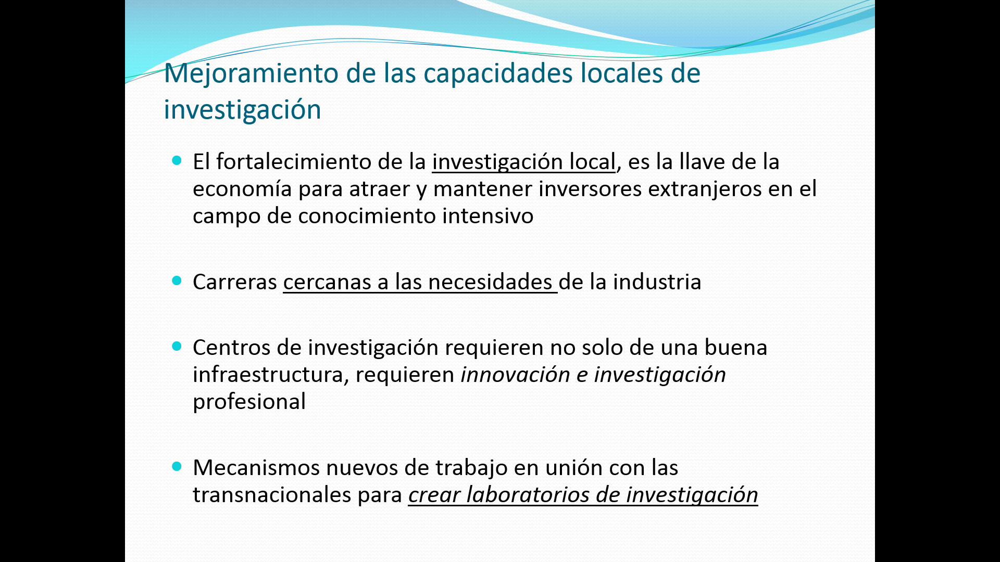 Mejoramiento de las capacidades locales de
investigación
El fortalecimiento de la investigación local, es la llave de la
economía para atraer y mantener inversores extranjeros en el
campo de conocimiento intensivo
Carreras cercanas a las necesidades de la industria
Centros de investigación requieren no solo de una buena
infraestructura, requieren innovación e investigación
profesional
Mecanismos nuevos de trabajo en unión con las
transnacionales para crear laboratorios de investigación